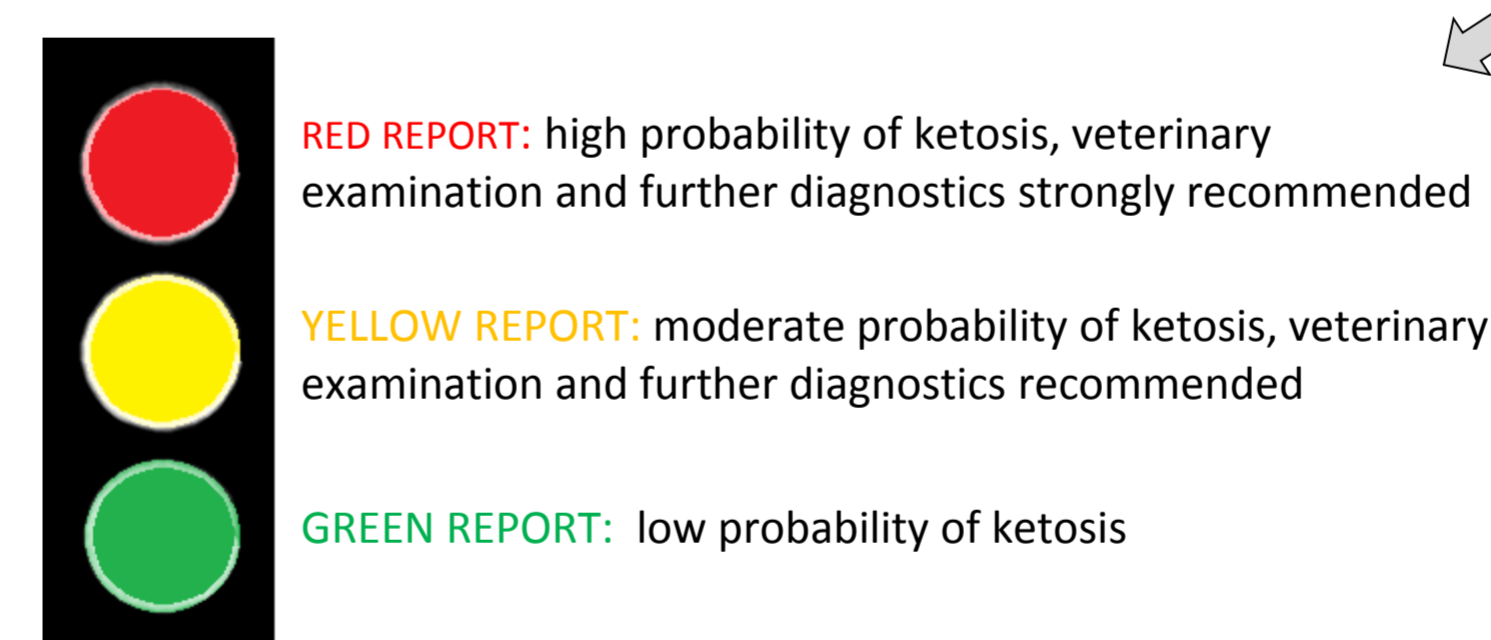 RED REPORT: high probability of ketosis, veterinary
examination and further diagnostics strongly recommended
YELLOW REPORT: moderate probability of ketosis, veterinary
examination and further diagnostics recommended
GREEN REPORT: low probability of ketosis